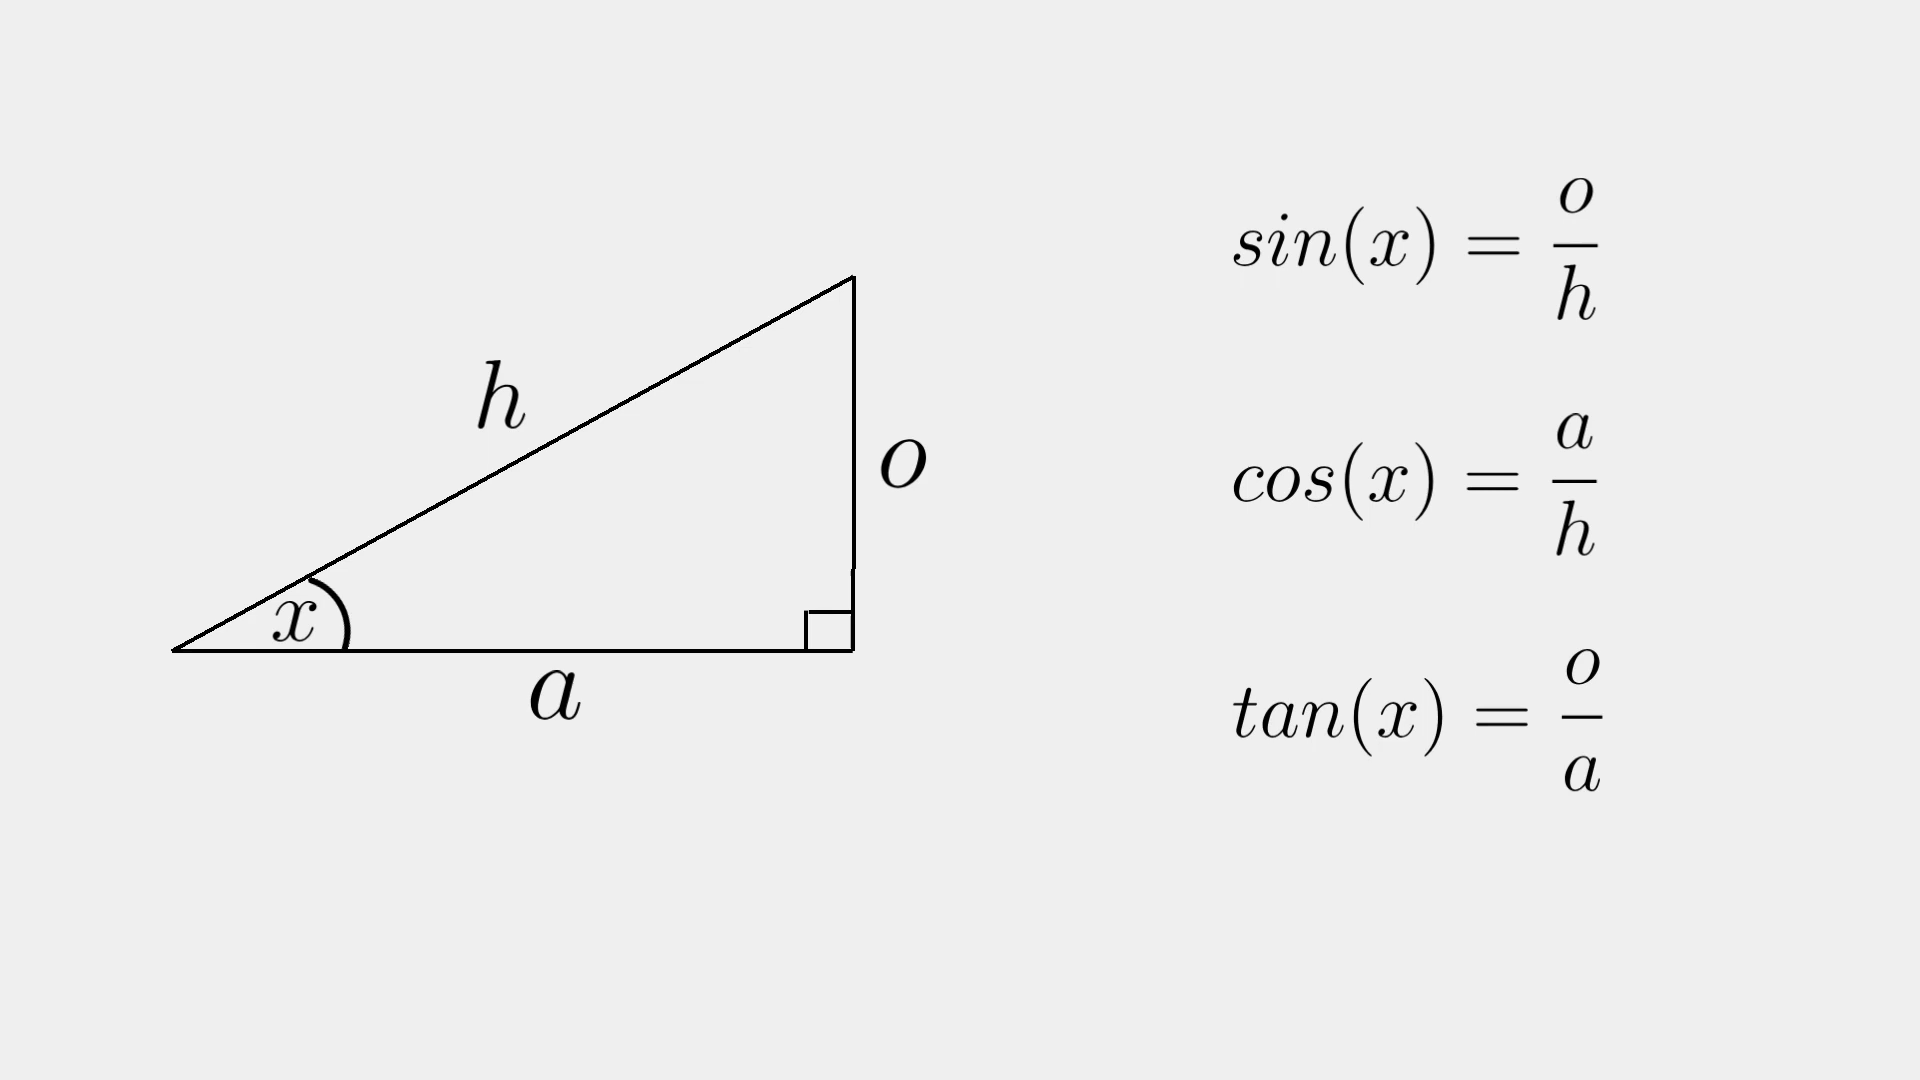 h
o
x
a
sin(x) = o/h
cos(x) = a/h
tan(x) = o/a